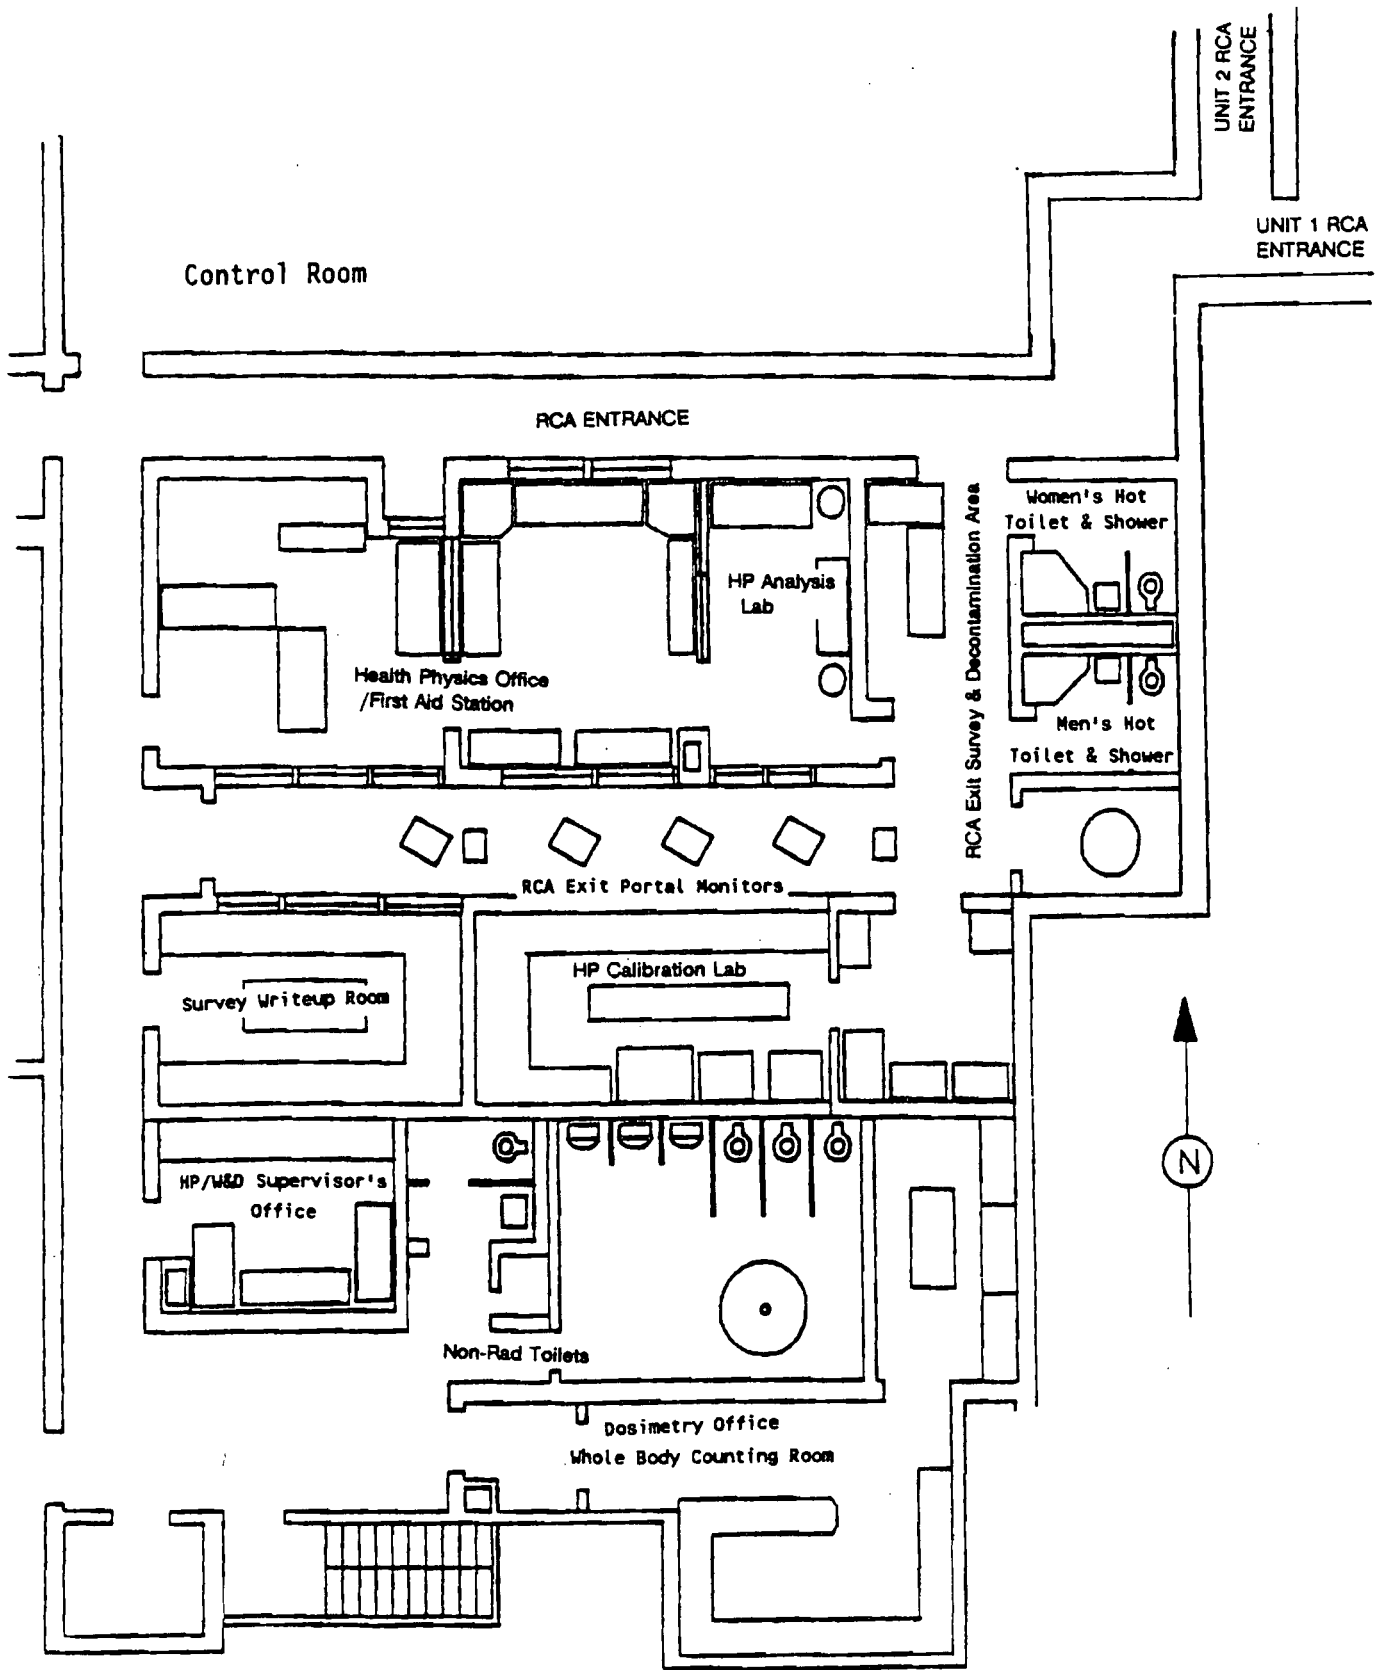 UNIT 2 RCA
ENTRANCE
UNIT 1 RCA
ENTRANCE
Control Room
RCA ENTRANCE
Women's Hot
Toilet & Shower
HP Analysis
Lab
RCA Exit Survey & Decontamination Area
Health Physics Office
/First Aid Station
Men's Hot
Toilet & Shower
RCA Exit Portal Monitors
HP Calibration Lab
Survey Writeup Room
N
HP/W&D Supervisor's
Office
Non-Rad Toilets
Dosimetry Office
Whole Body Counting Room